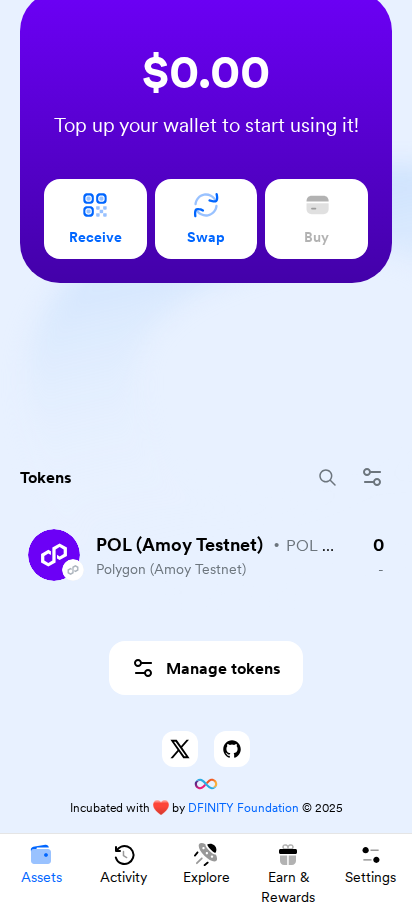 $0.00
Top up your wallet to start using it!
Receive Swap Buy
Tokens
POL (Amoy Testnet) • POL ... 0
Polygon (Amoy Testnet) -
Manage tokens
Incubated with ❤️ by DFINITY Foundation © 2025
Assets Activity Explore Earn & Rewards Settings